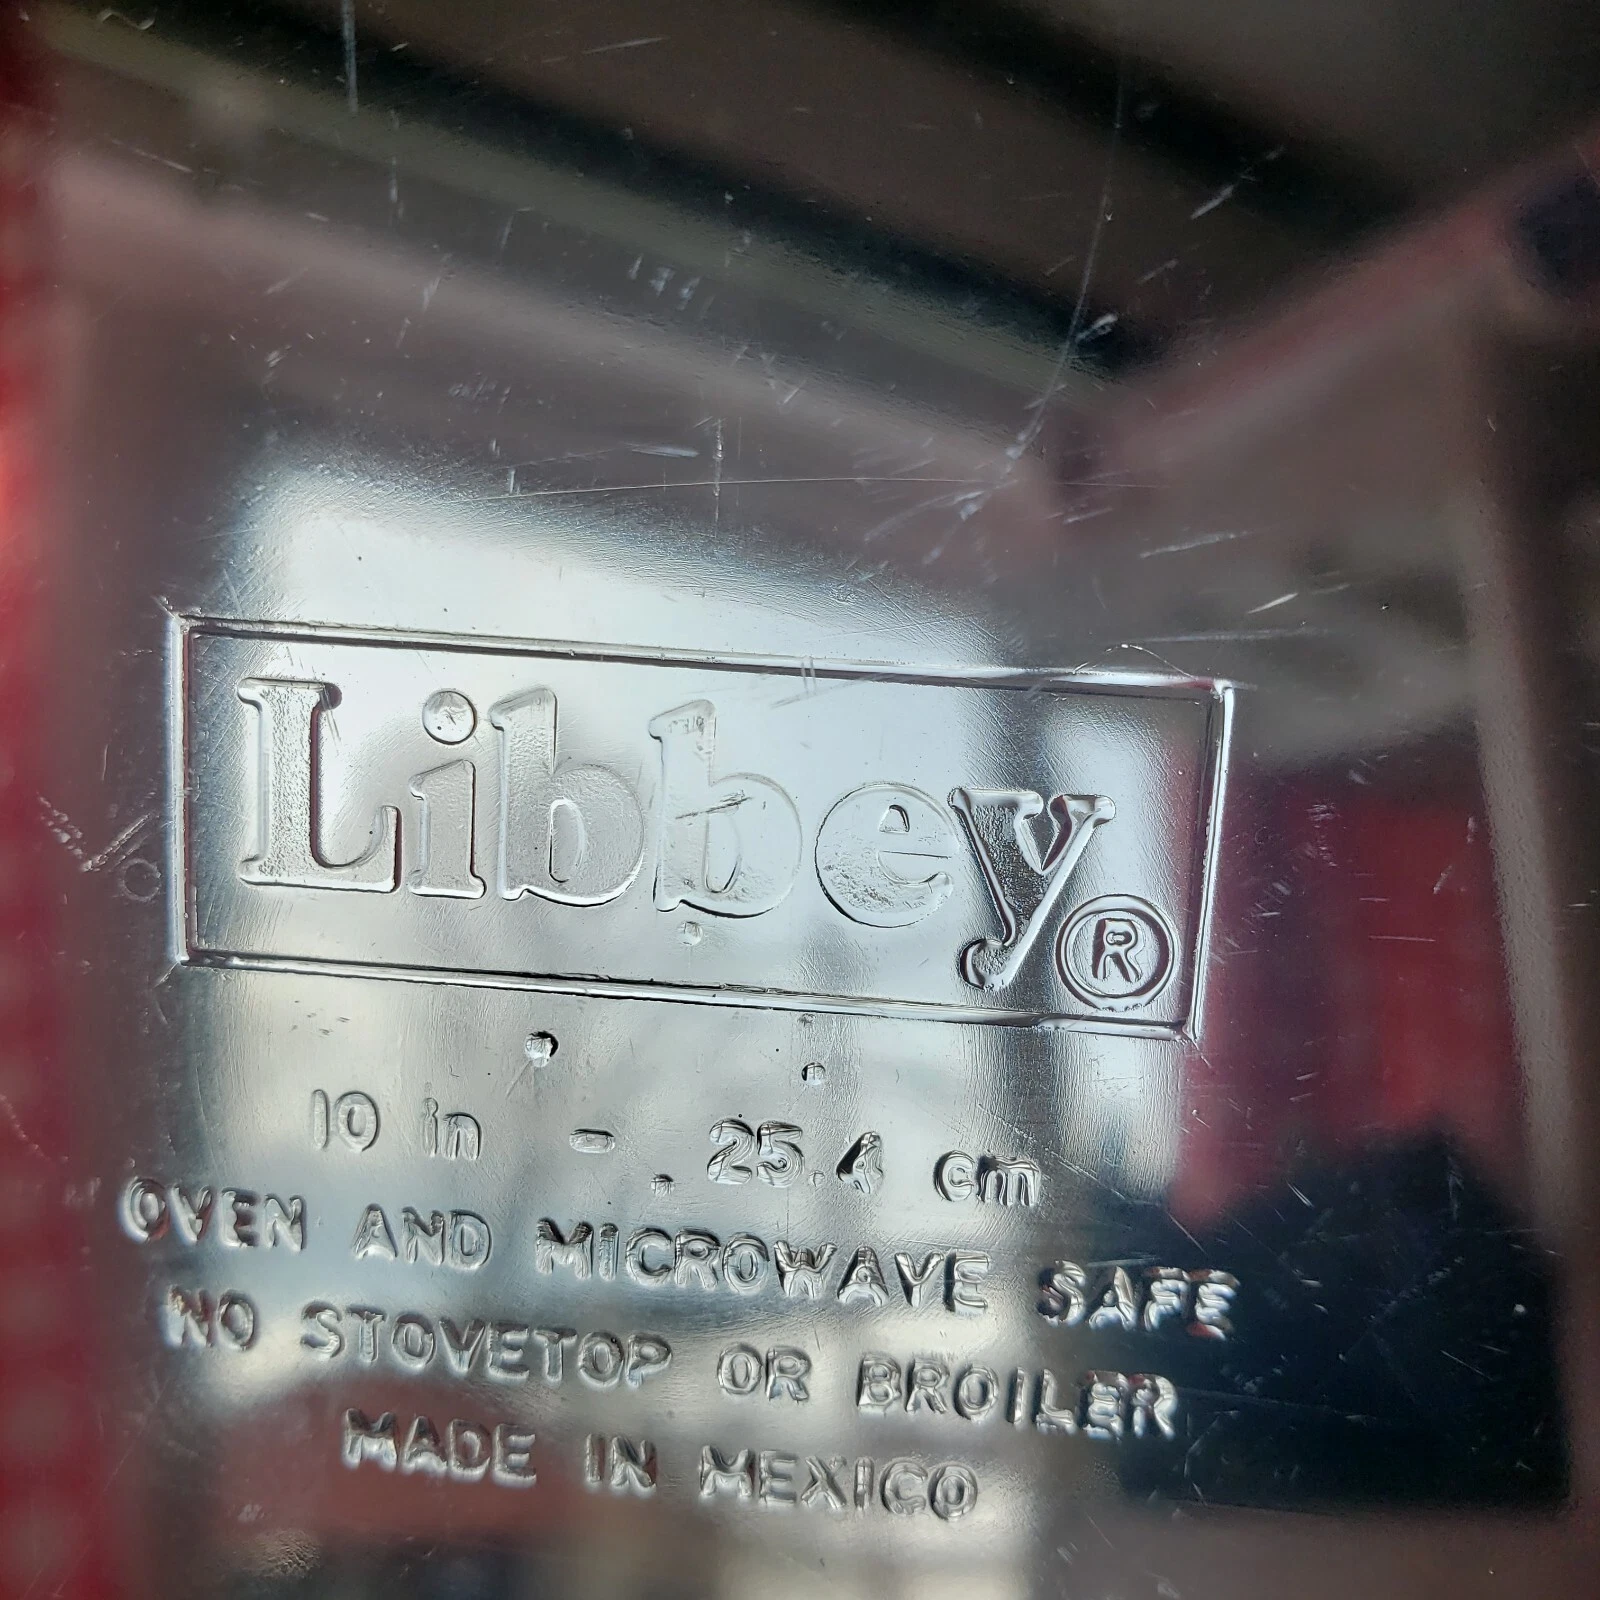 Libbey®
10 in - 25.4 cm
OVEN AND MICROWAVE SAFE
NO STOVETOP OR BROILER
MADE IN MEXICO